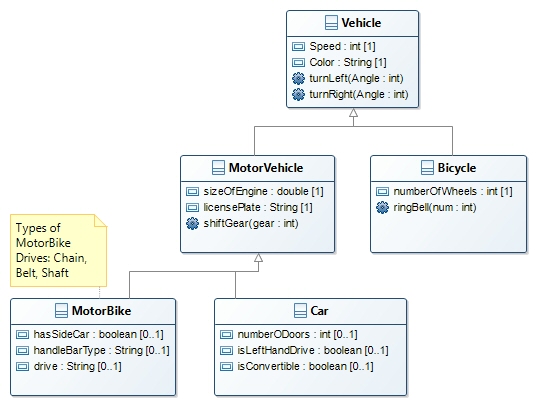 Vehicle
Speed : int [1]
Color : String [1]
turnLeft(Angle : int)
turnRight(Angle : int)
MotorVehicle
sizeOfEngine : double [1]
licensePlate : String [1]
shiftGear(gear : int)
Bicycle
numberOfWheels : int [1]
ringBell(num : int)
Types of
MotorBike
Drives: Chain,
Belt, Shaft
MotorBike
hasSideCar : boolean [0..1]
handleBarType : String [0..1]
drive : String [0..1]
Car
numberODoors : int [0..1]
isLeftHandDrive : boolean [0..1]
isConvertible : boolean [0..1]